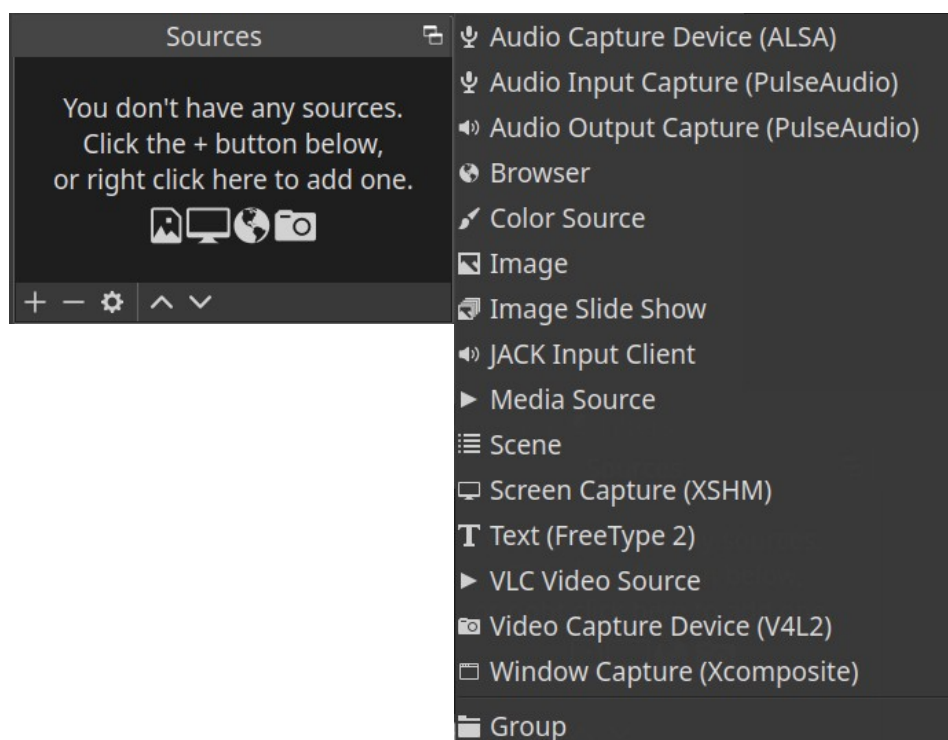 Sources
You don't have any sources.
Click the + button below,
or right click here to add one.
Audio Capture Device (ALSA)
Audio Input Capture (PulseAudio)
Audio Output Capture (PulseAudio)
Browser
Color Source
Image
Image Slide Show
JACK Input Client
Media Source
Scene
Screen Capture (XSHM)
Text (FreeType 2)
VLC Video Source
Video Capture Device (V4L2)
Window Capture (Xcomposite)
Group